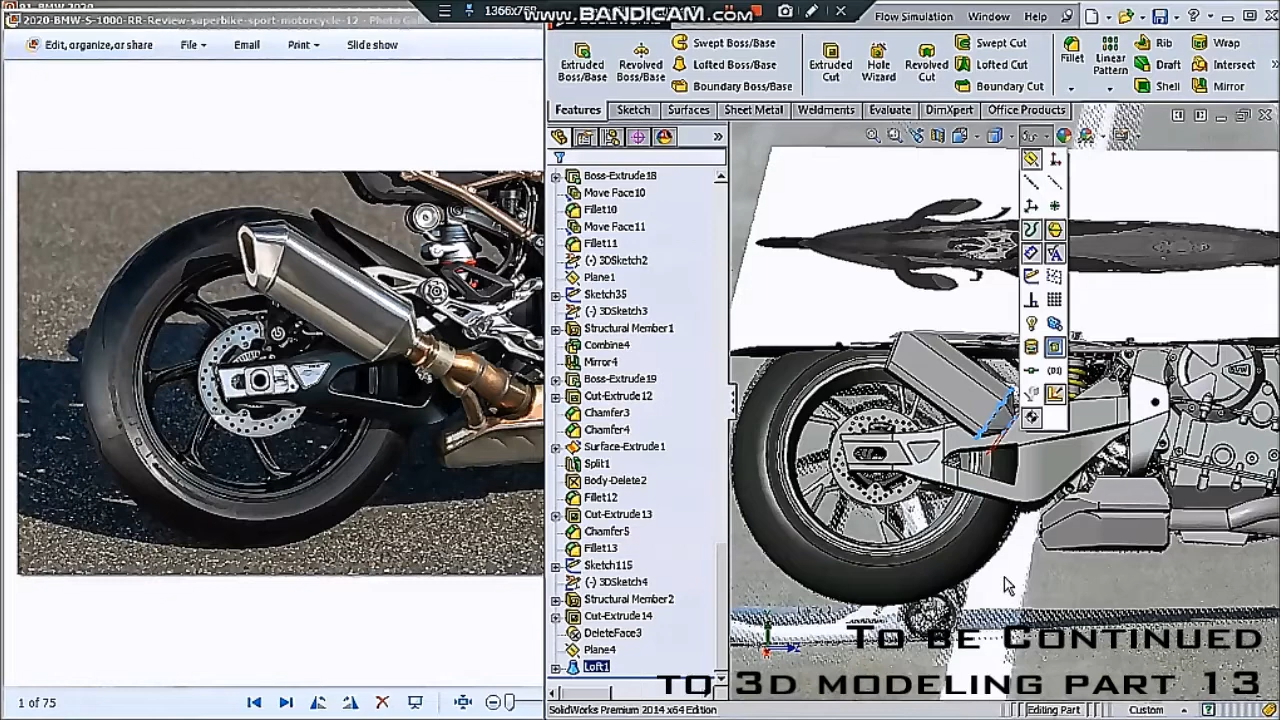 2020-BMW-S-1000-RR-Review-superbike-sport-motorcycle-12 - Photo Gal
1366x768
www.BANDICAM.com
Flow Simulation Window Help
Edit, organize,or share File Email Print Slide show
Extruded Boss/Base
Revolved Boss/Base
Swept Boss/Base
Lofted Boss/Base
Boundary Boss/Base
Extruded Cut
Hole Wizard
Revolved Cut
Swept Cut
Lofted Cut
Boundary Cut
Fillet
Linear Pattern
Rib
Draft
Shell
Wrap
Intersect
Mirror
Features Sketch Surfaces Sheet Metal Weldments Evaluate DimXpert Office Products
Boss-Extrude18
Move Face10
Fillet10
Move Face11
Fillet11
(-) 3DSketch2
Plane1
Sketch35
(-) 3DSketch3
Structural Member1
Combine4
Mirror4
Boss-Extrude19
Cut-Extrude12
Chamfer3
Chamfer4
Surface-Extrude1
Split1
Body-Delete2
Fillet12
Cut-Extrude13
Chamfer5
Fillet13
Sketch115
(-) 3DSketch4
Structural Member2
Cut-Extrude14
DeleteFace3
Plane4
Loft1
To be Continued
to 3D modeling part 13
1 of 75
SolidWorks Premium 2014 x64 Edition
Editing Part
Custom